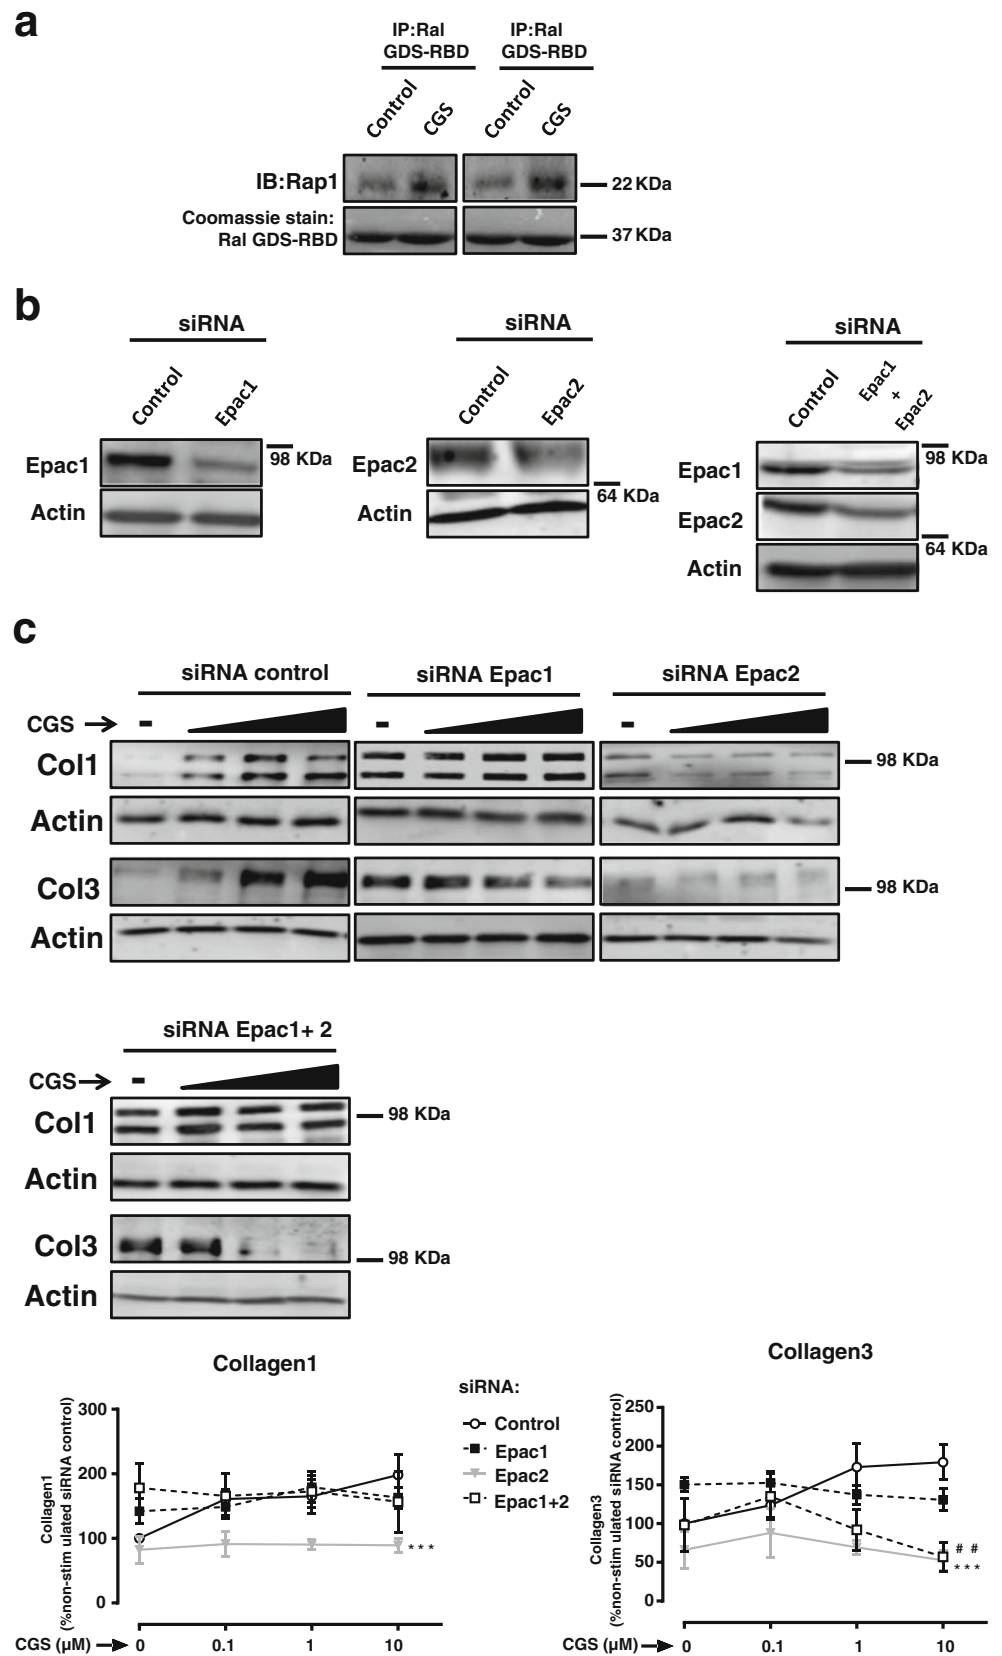 a
IP:Ral GDS-RBD
IP:Ral GDS-RBD
Control CGS Control CGS
IB:Rap1
22 KDa
Coomassie stain:
Ral GDS-RBD
37 KDa
b
siRNA
Control Epac1
Epac1
98 KDa
Actin
siRNA
Control Epac2
Epac2
64 KDa
Actin
siRNA
Control Epac1 + Epac2
Epac1
98 KDa
Epac2
64 KDa
Actin
c
siRNA control siRNA Epac1 siRNA Epac2
CGS - - -
Col1
98 KDa
Actin
Col3
98 KDa
Actin
siRNA Epac1+ 2
CGS -
Col1
98 KDa
Actin
Col3
98 KDa
Actin
Collagen1
Collagen1
(%non-stim ulated siRNA control)
300
200
100
0
***
CGS (µM) 0 0.1 1 10
siRNA:
Control
Epac1
Epac2
Epac1+2
Collagen3
Collagen3
(%non-stim ulated siRNA control)
250
200
150
100
50
0
# #
***
CGS (µM) 0 0.1 1 10